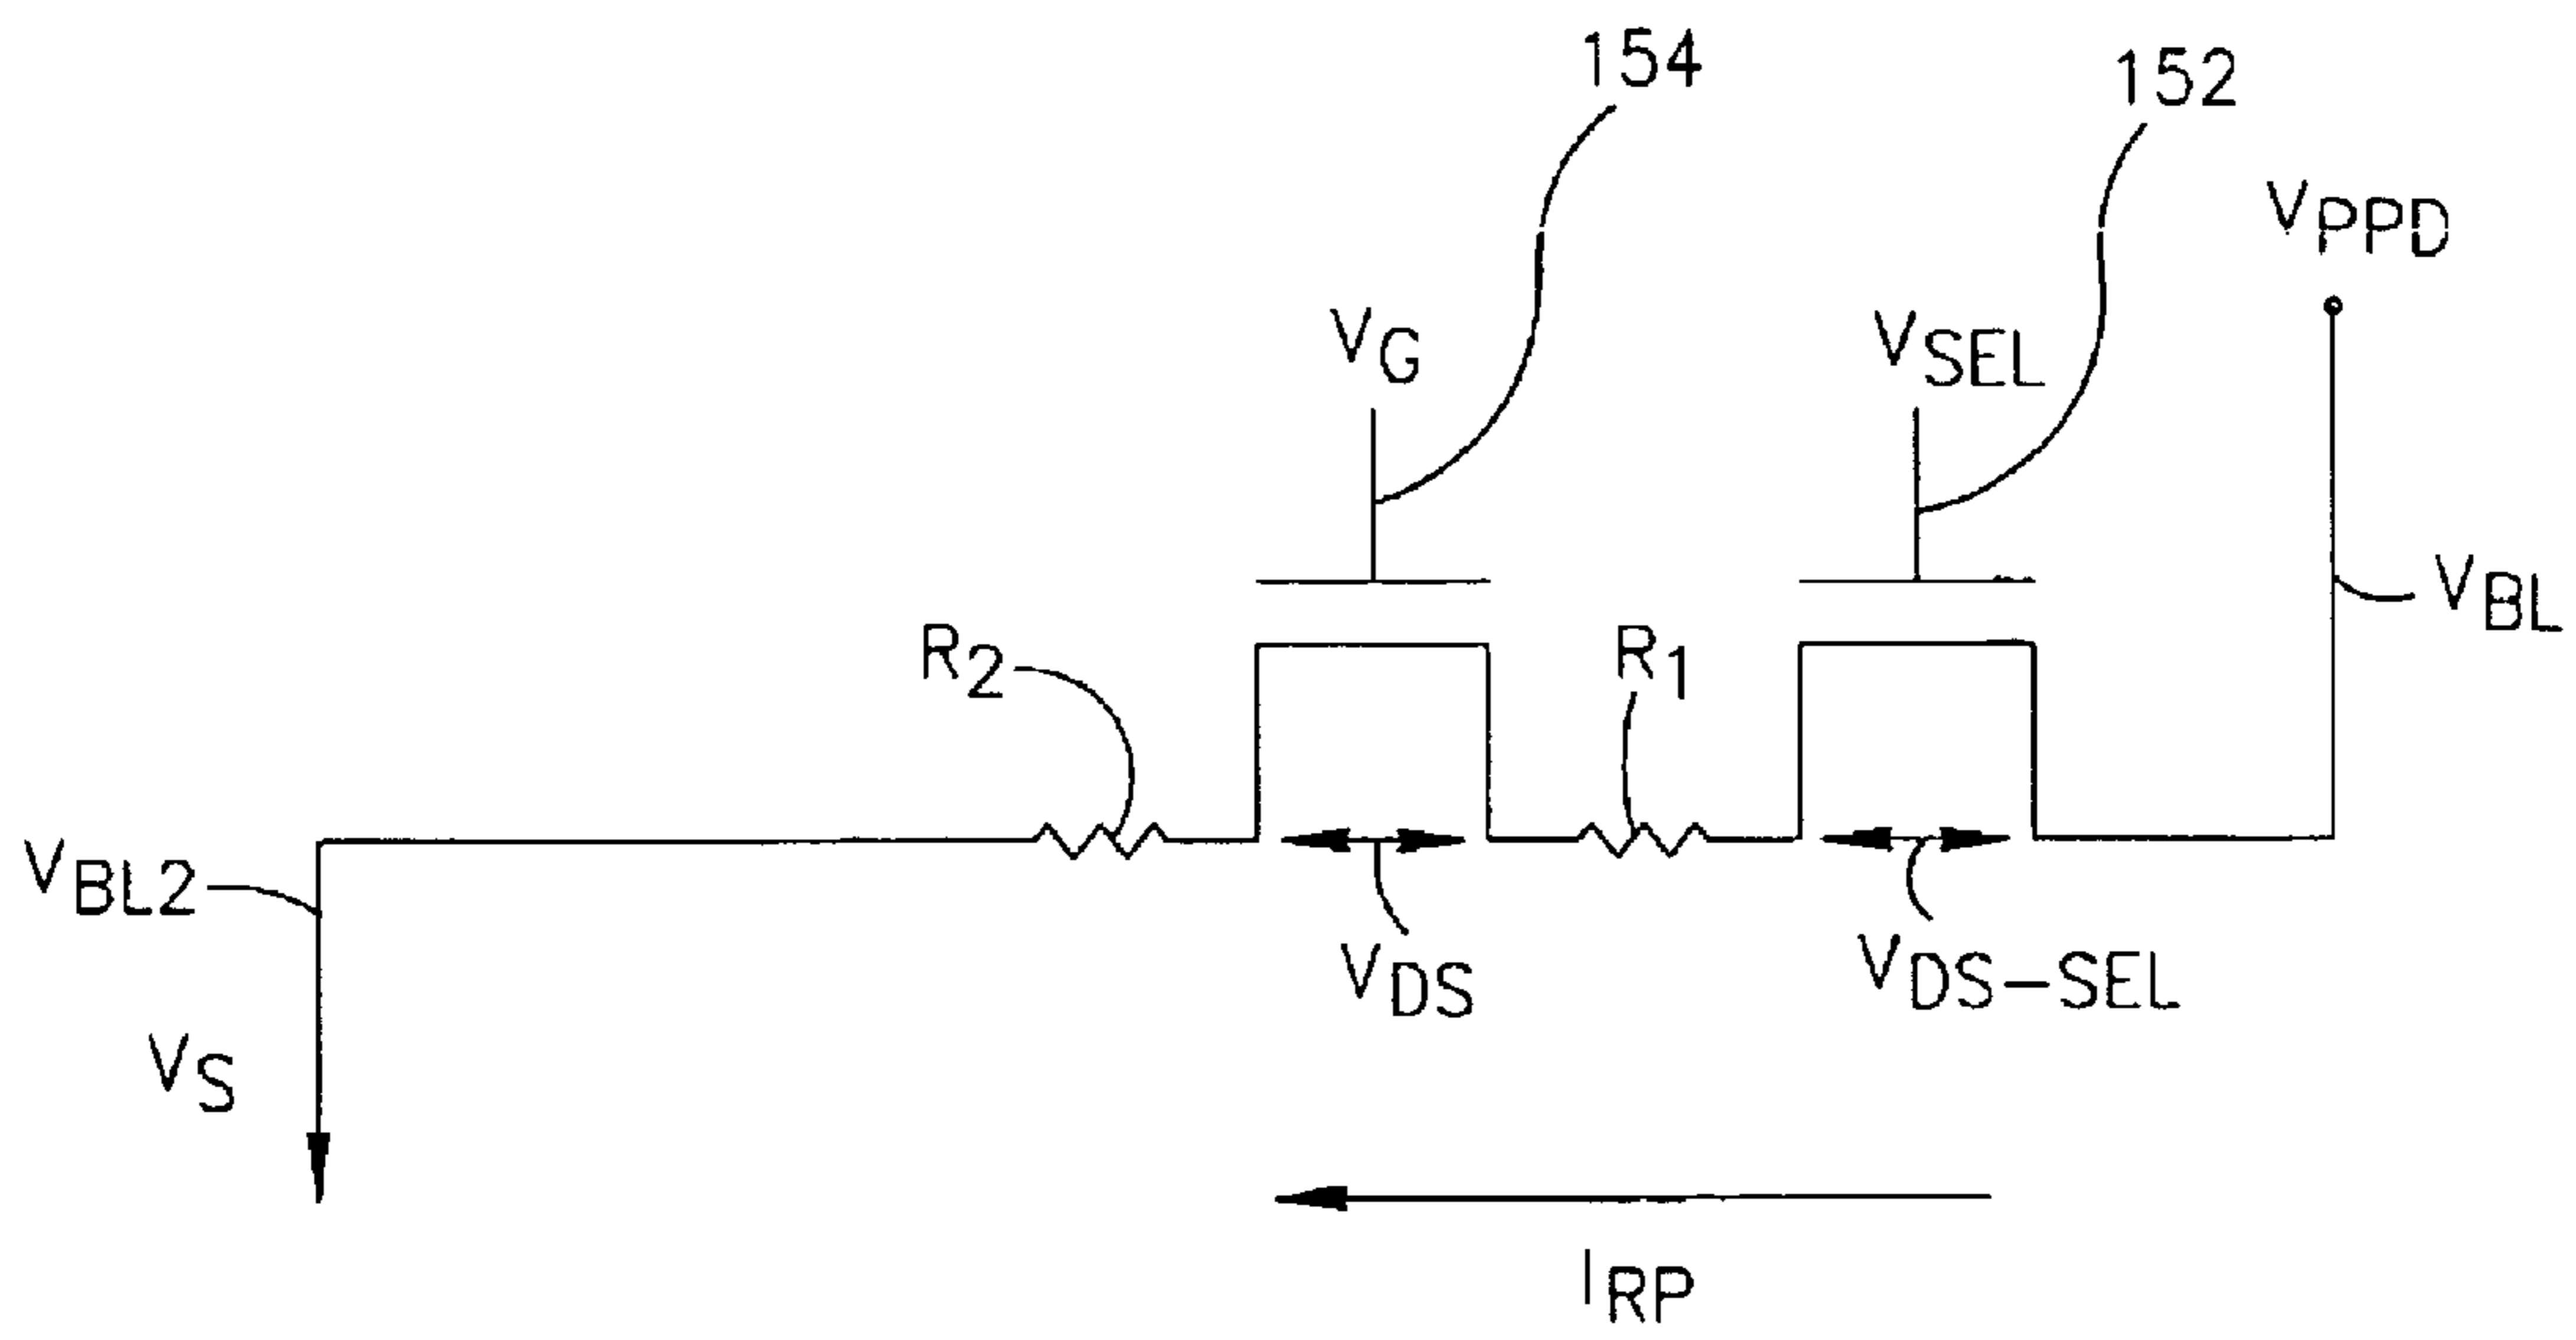 154
152
VPPD
VG
VSEL
VBL
R2
R1
VBL2
VDS
VDS-SEL
VS
IRP